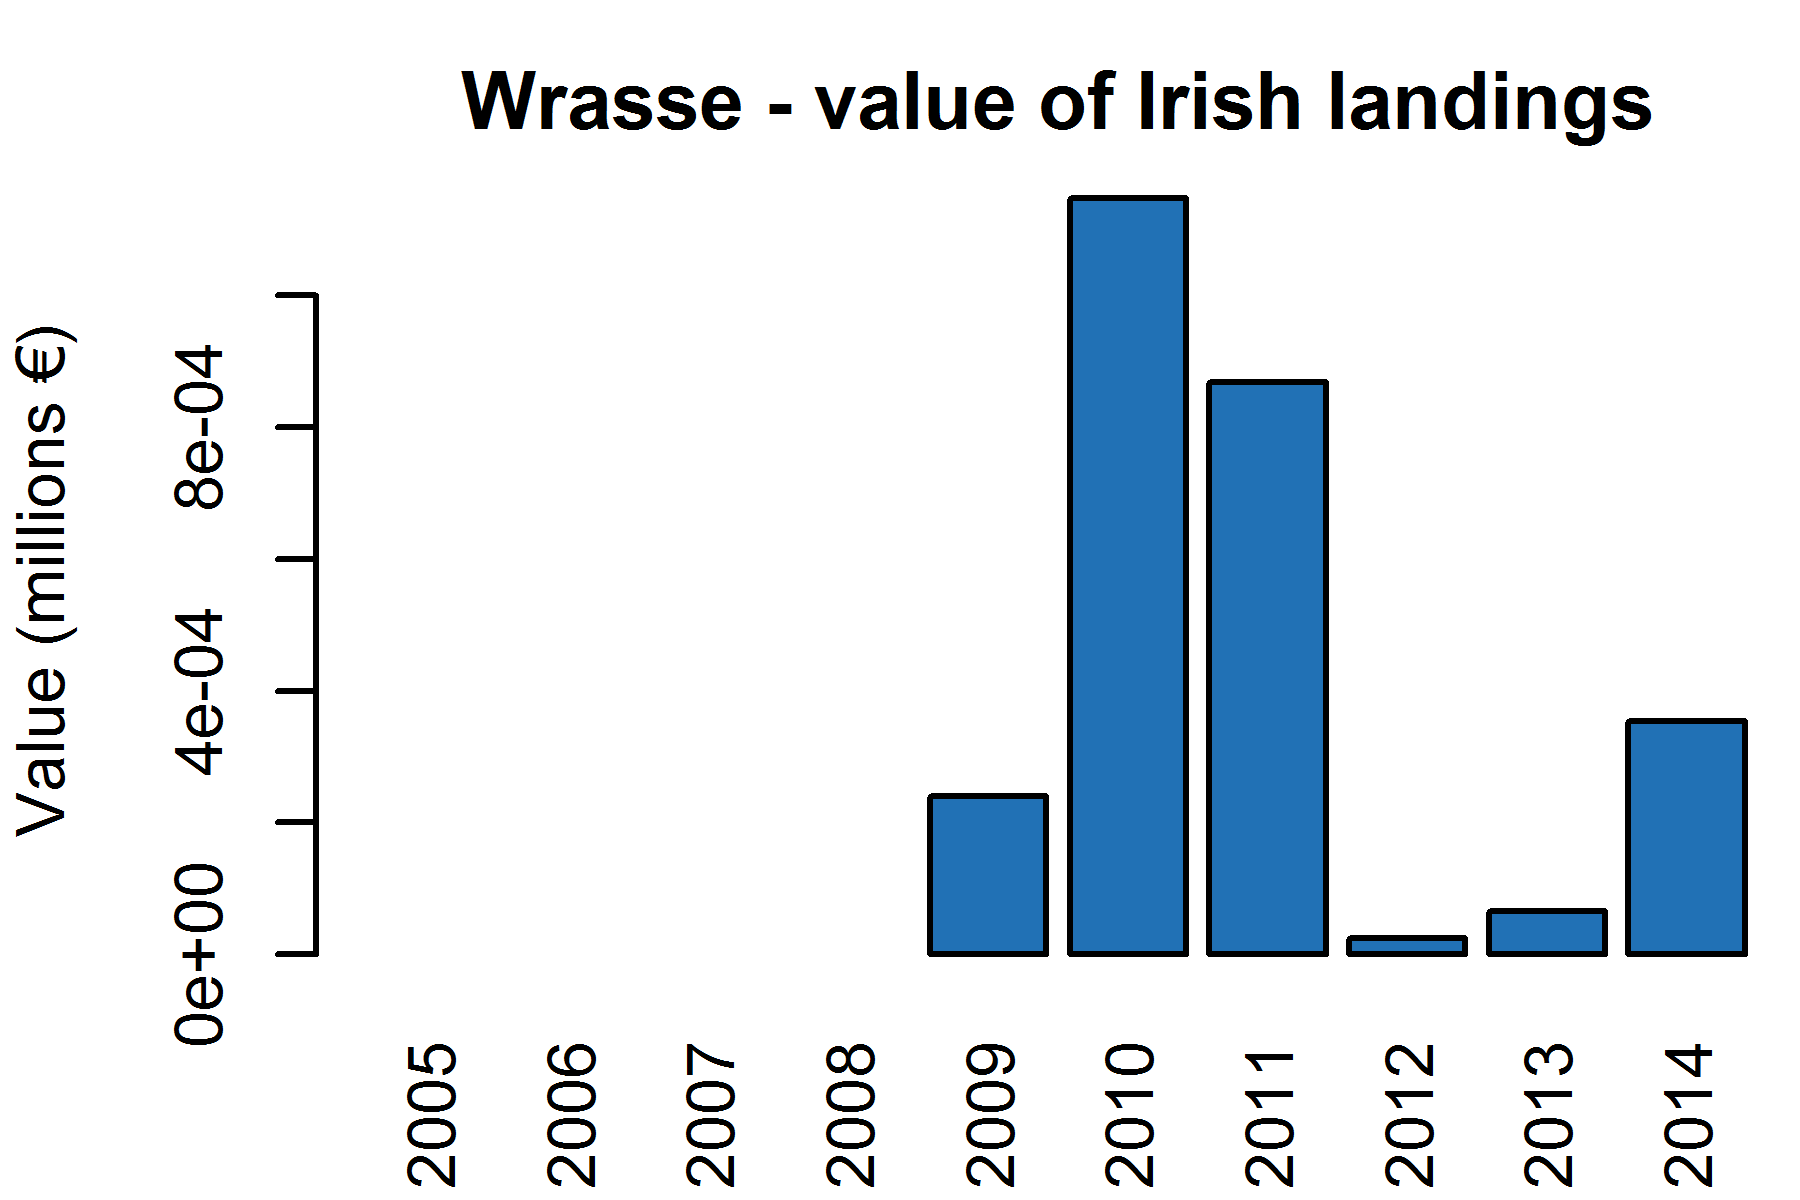 Wrasse - value of Irish landings
Value (millions €)
8e-04
4e-04
0e+00
2005
2006
2007
2008
2009
2010
2011
2012
2013
2014